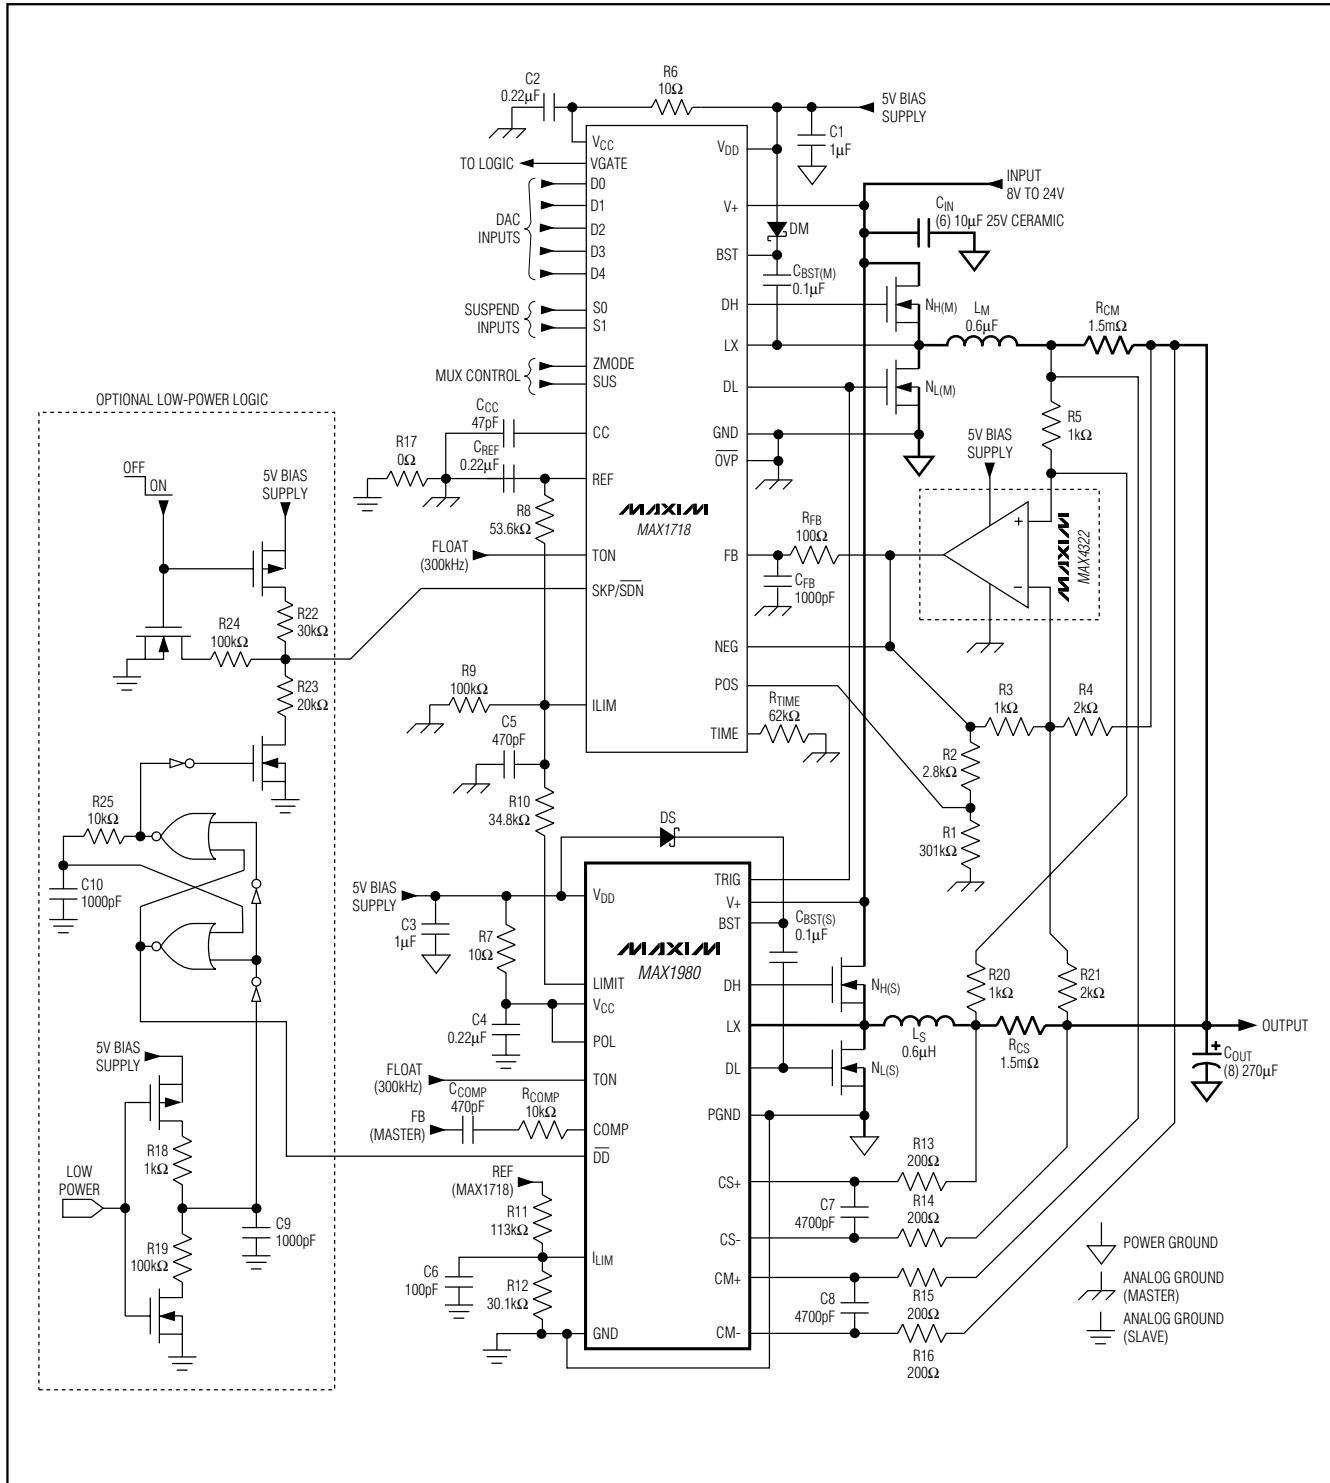 C2
0.22µF
R6
10Ω
5V BIAS
SUPPLY
C1
1µF
VCC
VDD
TO LOGIC
VGATE
D0
D1
D2
D3
D4
DAC
INPUTS
V+
INPUT
8V TO 24V
CIN
(6) 10µF 25V CERAMIC
DM
BST
CBST(M)
0.1µF
SUSPEND
INPUTS
S0
S1
DH
NH(M)
LM
0.6µF
RCM
1.5mΩ
LX
MUX CONTROL
ZMODE
SUS
DL
NL(M)
OPTIONAL LOW-POWER LOGIC
CCC
47pF
CC
GND
OVP
R5
1kΩ
5V BIAS
SUPPLY
R17
0Ω
CREF
0.22µF
REF
OFF
ON
5V BIAS
SUPPLY
R8
53.6kΩ
MAXIM
MAX1718
RFB
100Ω
+
−
MAXIM
MAX4322
FLOAT
(300kHz)
TON
FB
CFB
1000pF
SKP/SDN
R22
30kΩ
R24
100kΩ
NEG
R23
20kΩ
R9
100kΩ
ILIM
POS
RTIME
62kΩ
TIME
R3
1kΩ
R4
2kΩ
C5
470pF
R2
2.8kΩ
R10
34.8kΩ
R25
10kΩ
DS
R1
301kΩ
C10
1000pF
5V BIAS
SUPPLY
VDD
TRIG
V+
BST
CBST(S)
0.1µF
C3
1µF
R7
10Ω
MAXIM
MAX1980
LIMIT
DH
NH(S)
R20
1kΩ
R21
2kΩ
VCC
C4
0.22µF
POL
LX
LS
0.6µH
RCS
1.5mΩ
OUTPUT
COUT
(8) 270µF
+
5V BIAS
SUPPLY
FLOAT
(300kHz)
TON
DL
NL(S)
CCOMP
470pF
RCOMP
10kΩ
FB
(MASTER)
COMP
PGND
DD
R18
1kΩ
LOW
POWER
REF
(MAX1718)
R11
113kΩ
CS+
R13
200Ω
C7
4700pF
R14
200Ω
CS-
R19
100kΩ
C9
1000pF
ILIM
C6
100pF
R12
30.1kΩ
CM+
R15
200Ω
C8
4700pF
GND
CM-
R16
200Ω
POWER GROUND
ANALOG GROUND
(MASTER)
ANALOG GROUND
(SLAVE)